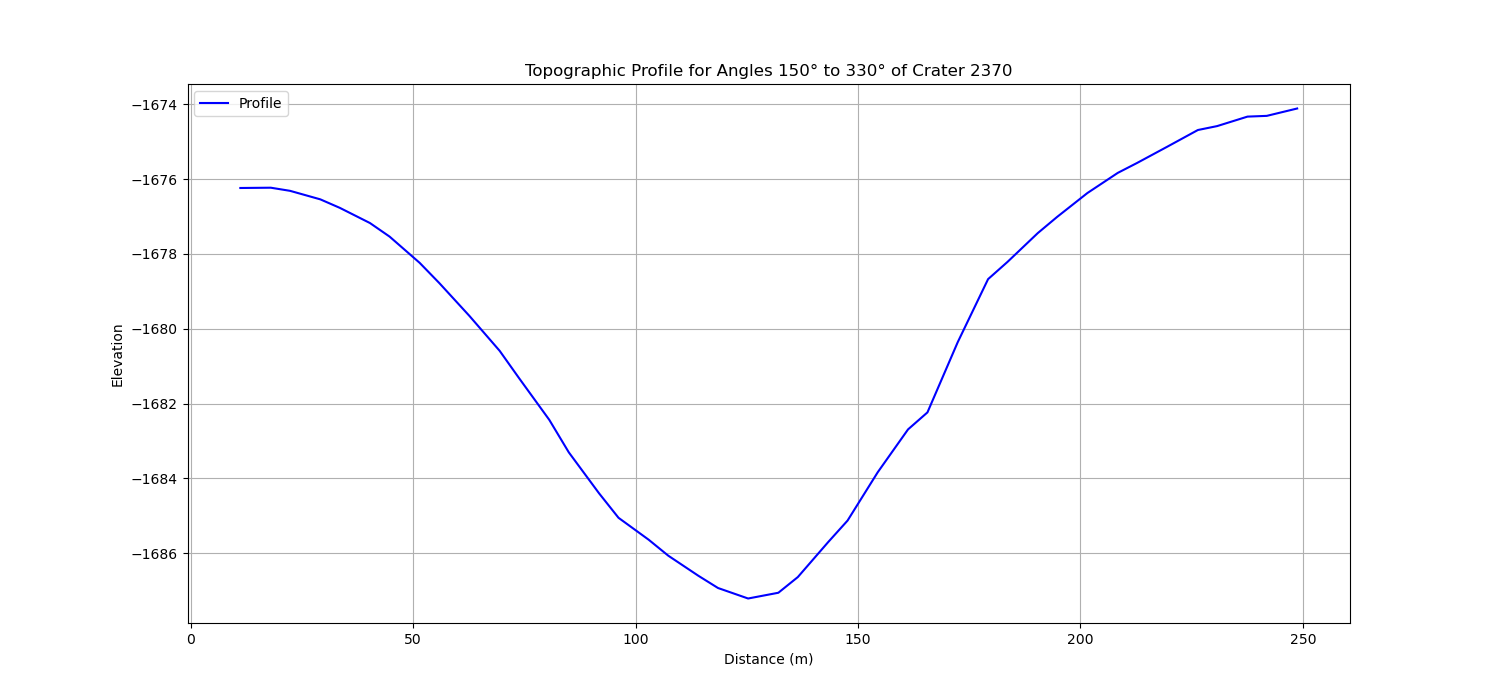 Topographic Profile for Angles 150° to 330° of Crater 2370
Profile
−1674
−1676
−1678
−1680
−1682
−1684
−1686
Elevation
0 50 100 150 200 250
Distance (m)